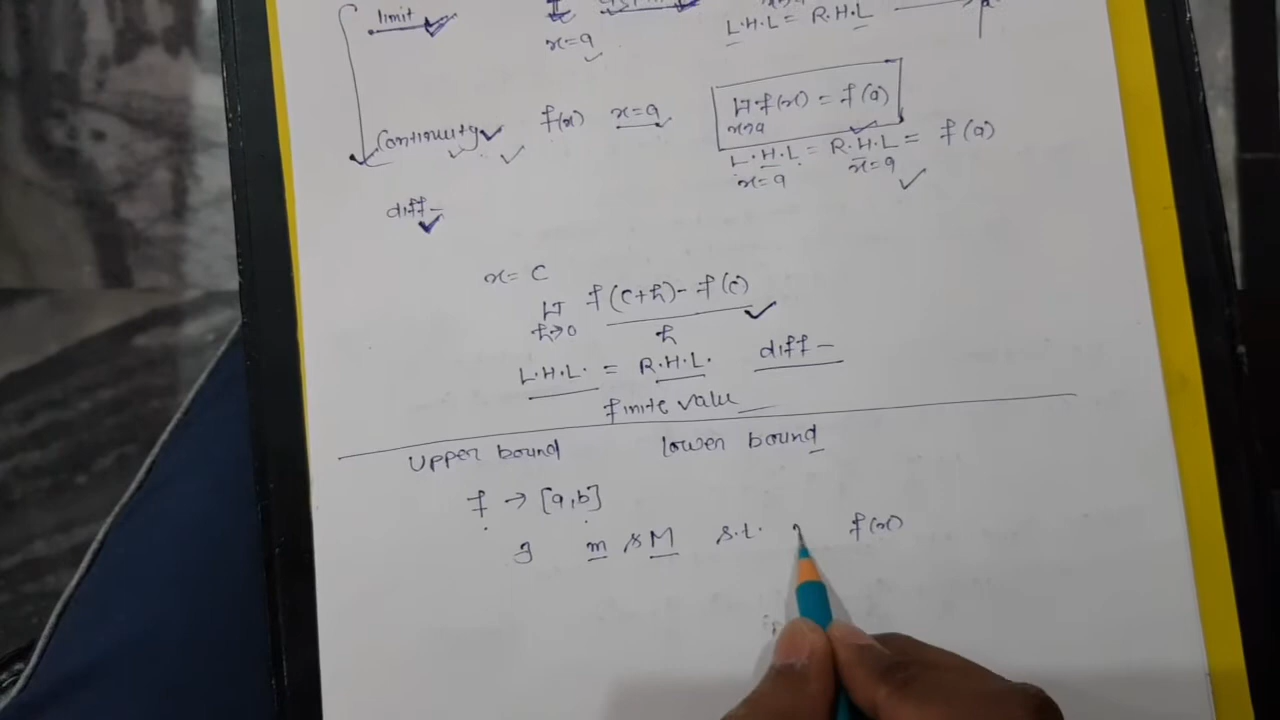 limit
x=a
L.H.L = R.H.L
Continuity f(x) x=a
Lt f(x) = f(a)
x→a
L.H.L = R.H.L = f(a)
x=a x=a
diff-
x= c
Lt f(c+h)- f(c)
h→0 h
L.H.L. = R.H.L. diff-
finite value
upper bound lower bound
f → [a,b]
∃ m & M s.t. f(x)